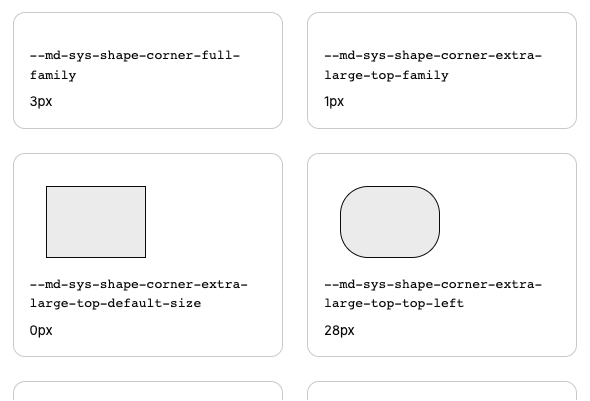 --md-sys-shape-corner-full-
family
3px
--md-sys-shape-corner-extra-
large-top-family
1px
--md-sys-shape-corner-extra-
large-top-default-size
0px
--md-sys-shape-corner-extra-
large-top-top-left
28px